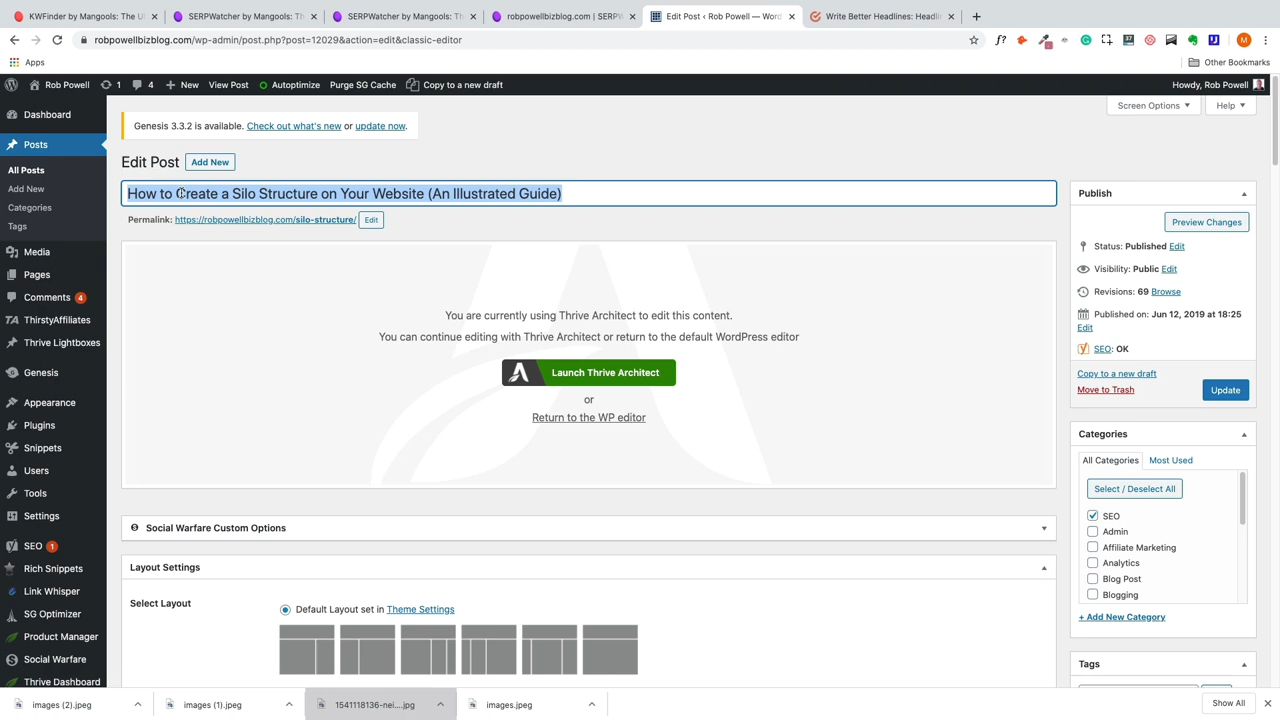 KWFinder by Mangools: The U
SERPWatcher by Mangools: T
SERPWatcher by Mangools: T
robpowellbizblog.com | SERP
Edit Post ‹ Rob Powell — Word
Write Better Headlines: Headli
robpowellbizblog.com/wp-admin/post.php?post=12029&action=edit&classic-editor
Apps
Other Bookmarks
Rob Powell
1
4
New
View Post
Autoptimize
Purge SG Cache
Copy to a new draft
Howdy, Rob Powell
Dashboard
Posts
All Posts
Add New
Categories
Tags
Media
Pages
Comments 4
ThirstyAffiliates
Thrive Lightboxes
Genesis
Appearance
Plugins
Snippets
Users
Tools
Settings
SEO 1
Rich Snippets
Link Whisper
SG Optimizer
Product Manager
Social Warfare
Thrive Dashboard
Screen Options
Help
Genesis 3.3.2 is available. Check out what's new or update now.
Edit Post
Add New
How to Create a Silo Structure on Your Website (An Illustrated Guide)
Permalink: https://robpowellbizblog.com/silo-structure/
Edit
You are currently using Thrive Architect to edit this content.
You can continue editing with Thrive Architect or return to the default WordPress editor
Launch Thrive Architect
or
Return to the WP editor
Social Warfare Custom Options
Layout Settings
Select Layout
Default Layout set in Theme Settings
Publish
Preview Changes
Status: Published Edit
Visibility: Public Edit
Revisions: 69 Browse
Published on: Jun 12, 2019 at 18:25
Edit
SEO: OK
Copy to a new draft
Move to Trash
Update
Categories
All Categories
Most Used
Select / Deselect All
SEO
Admin
Affiliate Marketing
Analytics
Blog Post
Blogging
+ Add New Category
Tags
images (2).jpeg
images (1).jpeg
1541118136-nei....jpg
images.jpeg
Show All